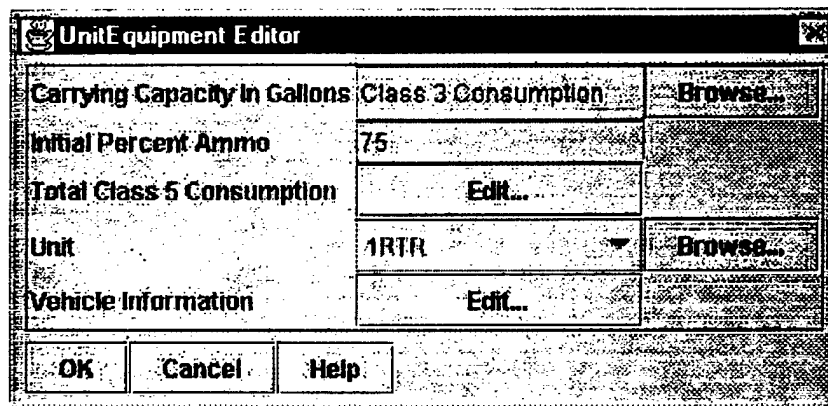 UnitEquipment Editor
Carrying Capacity In Gallons Class 3 Consumption Browse...
Initial Percent Ammo 75
Total Class 5 Consumption Edit...
Unit 1RTR Browse...
Vehicle Information Edit...
OK Cancel Help